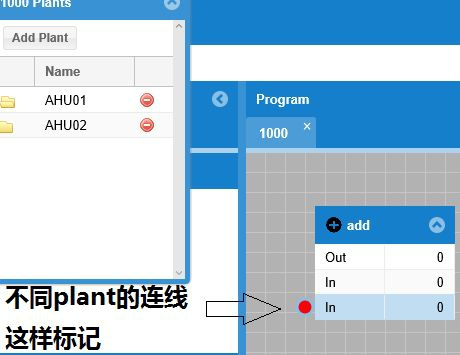 1000 Plants
Add Plant
Name
AHU01
AHU02
Program
1000
add
Out 0
In 0
In 0
不同plant的连线
这样标记